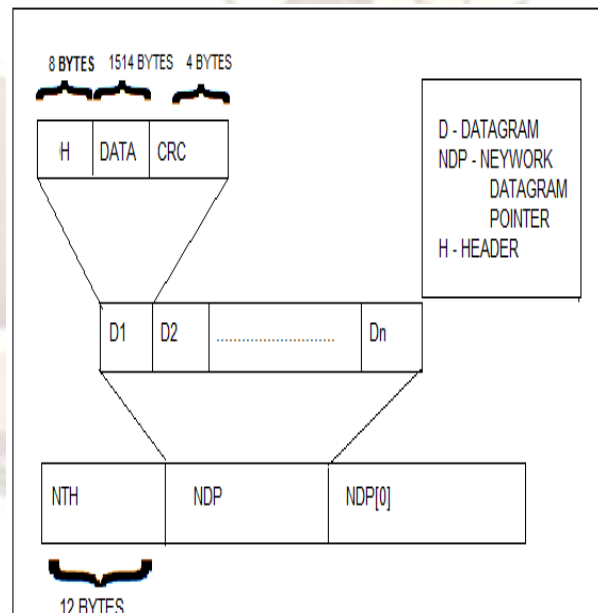 8 BYTES 1514 BYTES 4 BYTES
H DATA CRC
D - DATAGRAM
NDP - NEYWORK
DATAGRAM
POINTER
H - HEADER
D1 D2 ............................. Dn
NTH NDP NDP[0]
12 BYTES